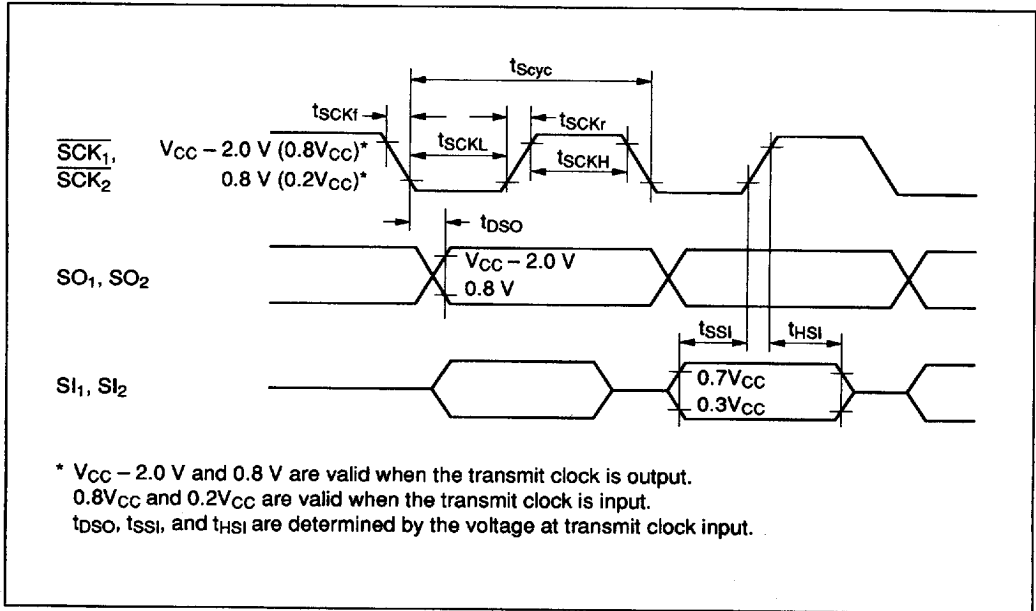 tScyc
tSCKf
tSCKr
tSCKL
tSCKH
SCK1, VCC – 2.0 V (0.8VCC)*
SCK2 0.8 V (0.2VCC)*
tDSO
SO1, SO2
VCC – 2.0 V
0.8 V
tSSI
tHSI
SI1, SI2
0.7VCC
0.3VCC
* VCC – 2.0 V and 0.8 V are valid when the transmit clock is output.
0.8VCC and 0.2VCC are valid when the transmit clock is input.
tDSO, tSSI, and tHSI are determined by the voltage at transmit clock input.